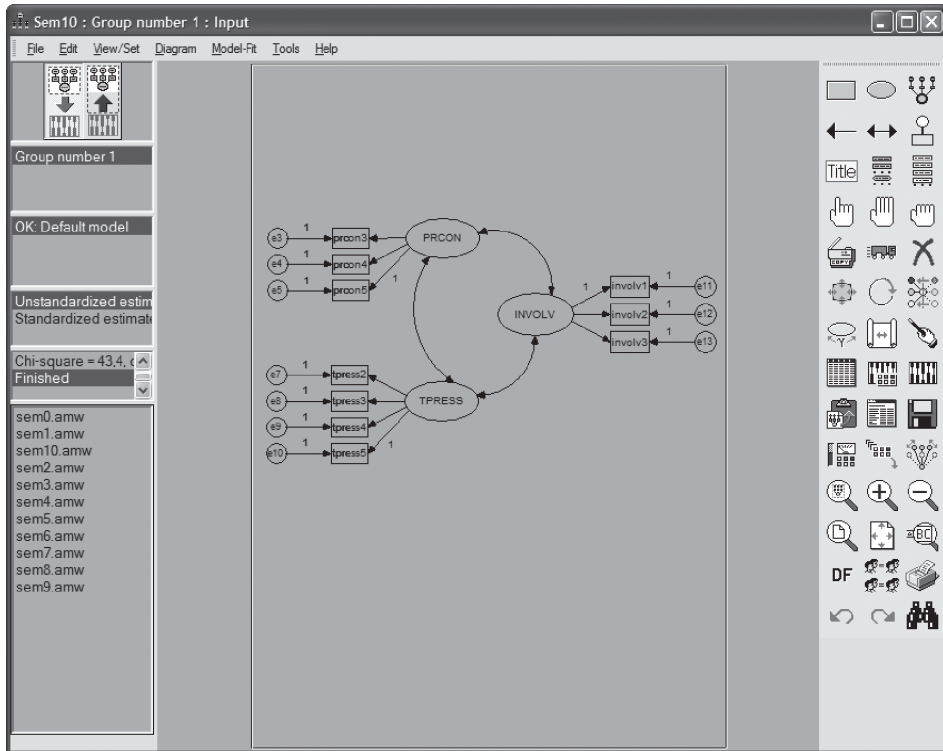 Sem10 : Group number 1 : Input
File Edit View/Set Diagram Model-Fit Tools Help
Group number 1
OK: Default model
Unstandardized estim
Standardized estimate
Chi-square = 43,4, d
Finished
sem0.amw
sem1.amw
sem10.amw
sem2.amw
sem3.amw
sem4.amw
sem5.amw
sem6.amw
sem7.amw
sem8.amw
sem9.amw
e3 1 prcon3
e4 1 prcon4
e5 1 prcon5
1
PRCON
INVOLV
1
involv1 1 e11
involv2 1 e12
involv3 1 e13
e7 1 tpress2
e8 1 tpress3
e9 1 tpress4
e10 1 tpress5
1
TPRESS
Title
COPY
γ
ABC
DF